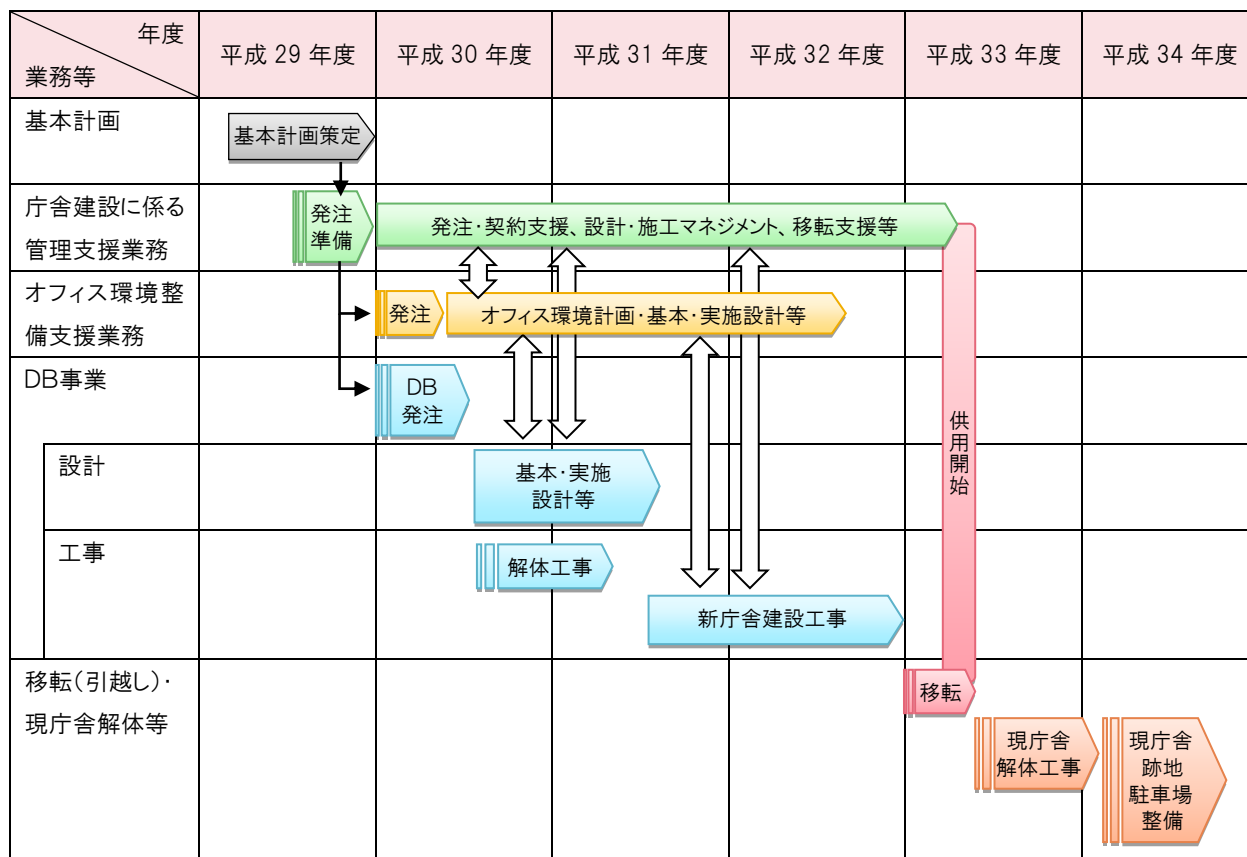 年度
業務等
平成 29 年度
平成 30 年度
平成 31 年度
平成 32 年度
平成 33 年度
平成 34 年度
基本計画
基本計画策定
庁舎建設に係る
管理支援業務
発注
準備
発注・契約支援、設計・施工マネジメント、移転支援等
オフィス環境整
備支援業務
発注
オフィス環境計画・基本・実施設計等
DB事業
DB
発注
供用開始
設計
基本・実施
設計等
工事
解体工事
新庁舎建設工事
移転(引越し)・
現庁舎解体等
移転
現庁舎
解体工事
現庁舎
跡地
駐車場
整備